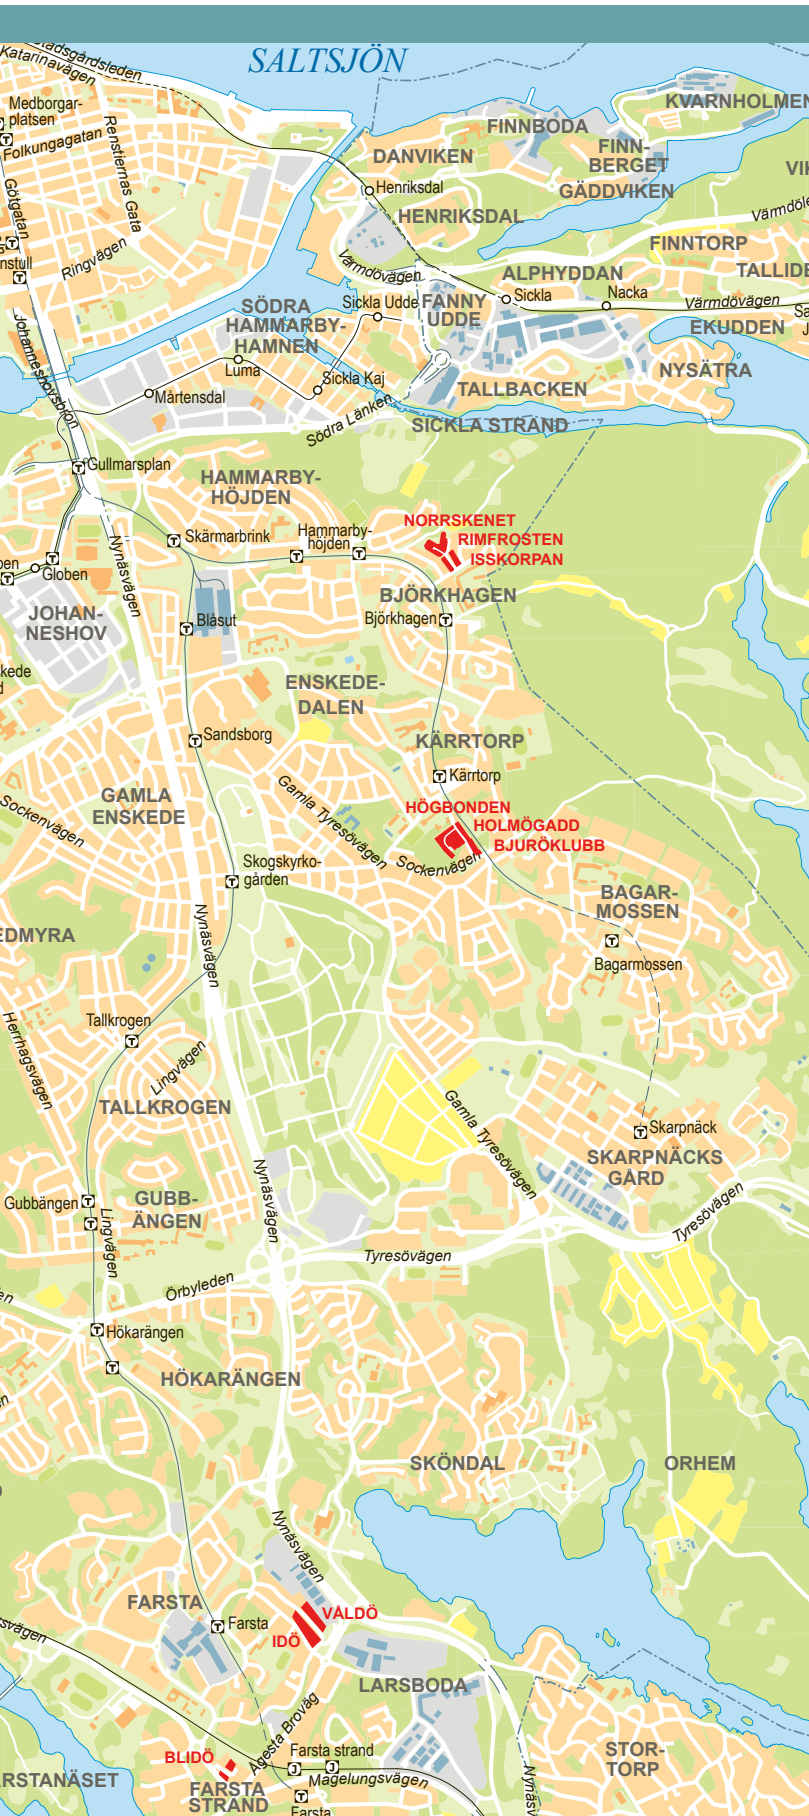 SALTSJÖN
Stadsgårdsleden
Katarinavägen
KVARNHOLMEN
Medborgar-
platsen
FINNBODA
Folkungagatan
Renstiernas Gata
FINN-
BERGET
DANVIKEN
Henriksdal
GÄDDVIKEN
Götgatan
HENRIKSDAL
FINNTORP
Ringvägen
Värmdövägen
ALPHYDDAN
SÖDRA
HAMMARBY-
HAMNEN
Sickla Udde
FANNY
UDDE
Sickla
Nacka
Värmdövägen
EKUDDEN
Johanneshovsbron
Luma
Sickla Kaj
NYSÄTRA
TALLBACKEN
Mårtensdal
Södra Länken
SICKLA STRAND
Gullmarsplan
HAMMARBY-
HÖJDEN
NORRSKENET
RIMFROSTEN
ISSKORPAN
Skärmarbrink
Hammarby-
höjden
Nynäsvägen
Globen
BJÖRKHAGEN
JOHAN-
NESHOV
Blåsut
Björkhagen
ENSKEDE-
DALEN
Sandsborg
KÄRRTORP
Kärrtorp
GAMLA
ENSKEDE
Sockenvägen
Gamla Tyresövägen
HÖGBONDEN
HOLMÖGADD
BJURÖKLUBB
Sockenvägen
Skogskyrko-
gården
BAGAR-
MOSSEN
Bagarmossen
Nynäsvägen
Tallkrogen
Herrhagsvägen
Lingvägen
TALLKROGEN
Gamla Tyresövägen
Skarpnäck
SKARPNÄCKS
GÅRD
Nynäsvägen
Gubbängen
GUBB-
ÄNGEN
Lingvägen
Tyresövägen
Tyresövägen
Örbyleden
Hökarängen
HÖKARÄNGEN
SKÖNDAL
ORHEM
Nynäsvägen
FARSTA
Farsta
VÅLDÖ
IDÖ
LARSBODA
Ågesta Broväg
BLIDÖ
Farsta strand
Magelungsvägen
FARSTA
STRAND
Farsta
STOR-
TORP